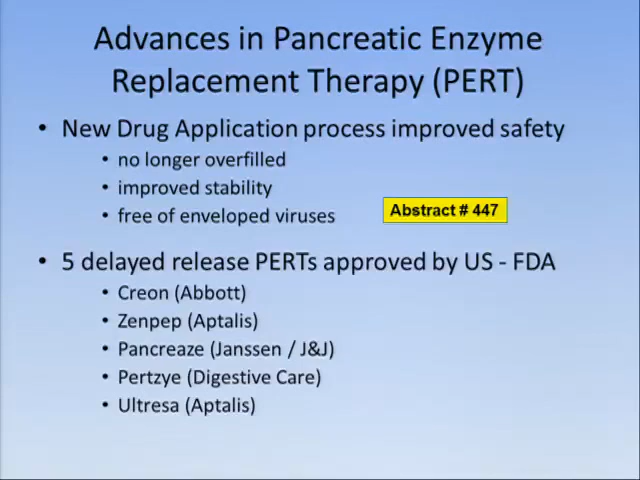 Advances in Pancreatic Enzyme
Replacement Therapy (PERT)
• New Drug Application process improved safety
• no longer overfilled
• improved stability
• free of enveloped viruses
Abstract # 447
• 5 delayed release PERTs approved by US - FDA
• Creon (Abbott)
• Zenpep (Aptalis)
• Pancreaze (Janssen / J&J)
• Pertzye (Digestive Care)
• Ultresa (Aptalis)